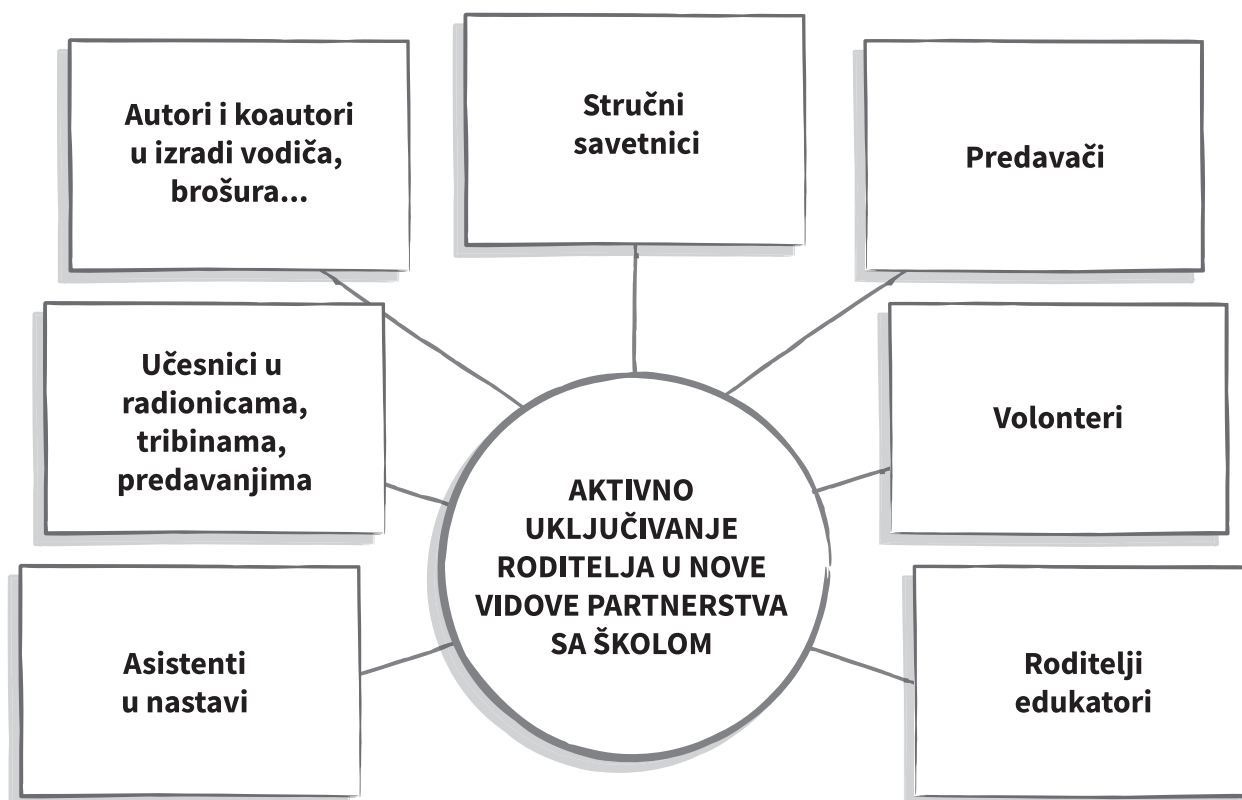 Autori i koautori
u izradi vodiča,
brošura...
Stručni
savetnici
Predavači
Učesnici u
radionicama,
tribinama,
predavanjima
Volonteri
AKTIVNO
UKLJUČIVANJE
RODITELJA U NOVE
VIDOVE PARTNERSTVA
SA ŠKOLOM
Asistenti
u nastavi
Roditelji
edukatori